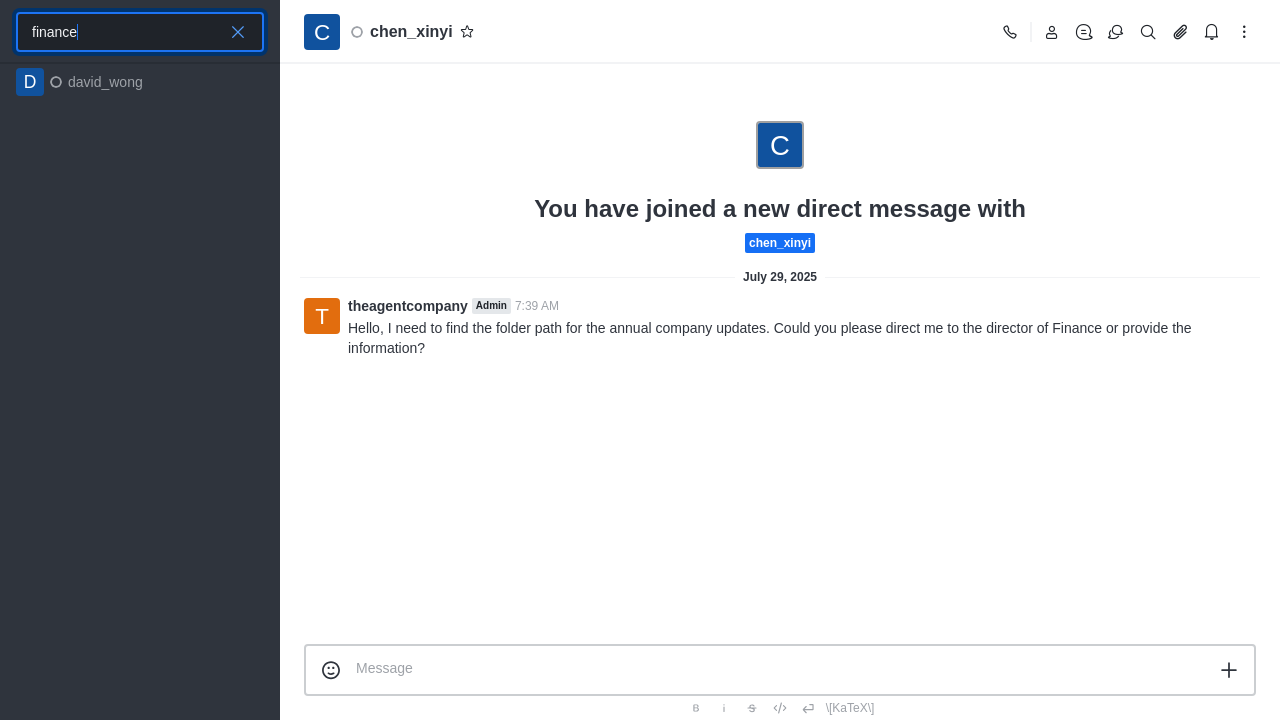 finance
D david_wong
C chen_xinyi
C
You have joined a new direct message with
chen_xinyi
July 29, 2025
T theagentcompany Admin 7:39 AM
Hello, I need to find the folder path for the annual company updates. Could you please direct me to the director of Finance or provide the
information?
Message
B i S \[KaTeX\]